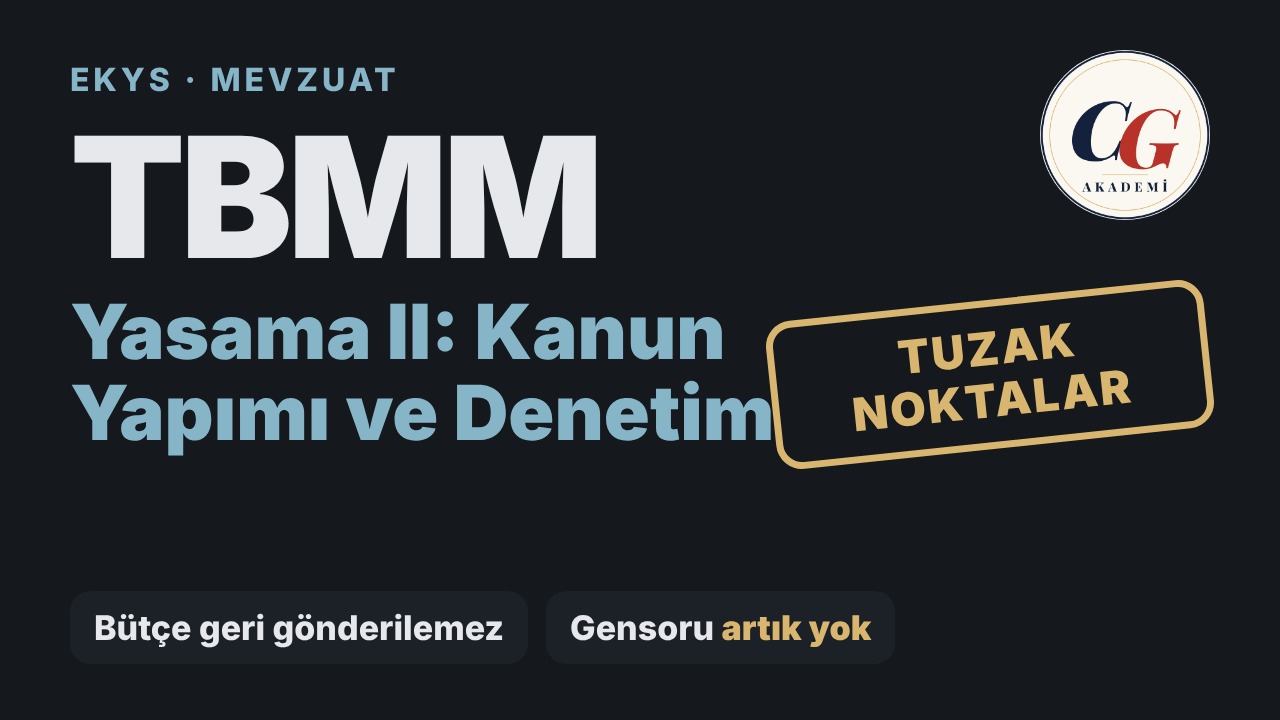 EKYS · MEVZUAT
TBMM
CG
AKADEMİ
Yasama II: Kanun
Yapımı ve Denetim
TUZAK
NOKTALAR
Bütçe geri gönderilemez
Gensoru artık yok